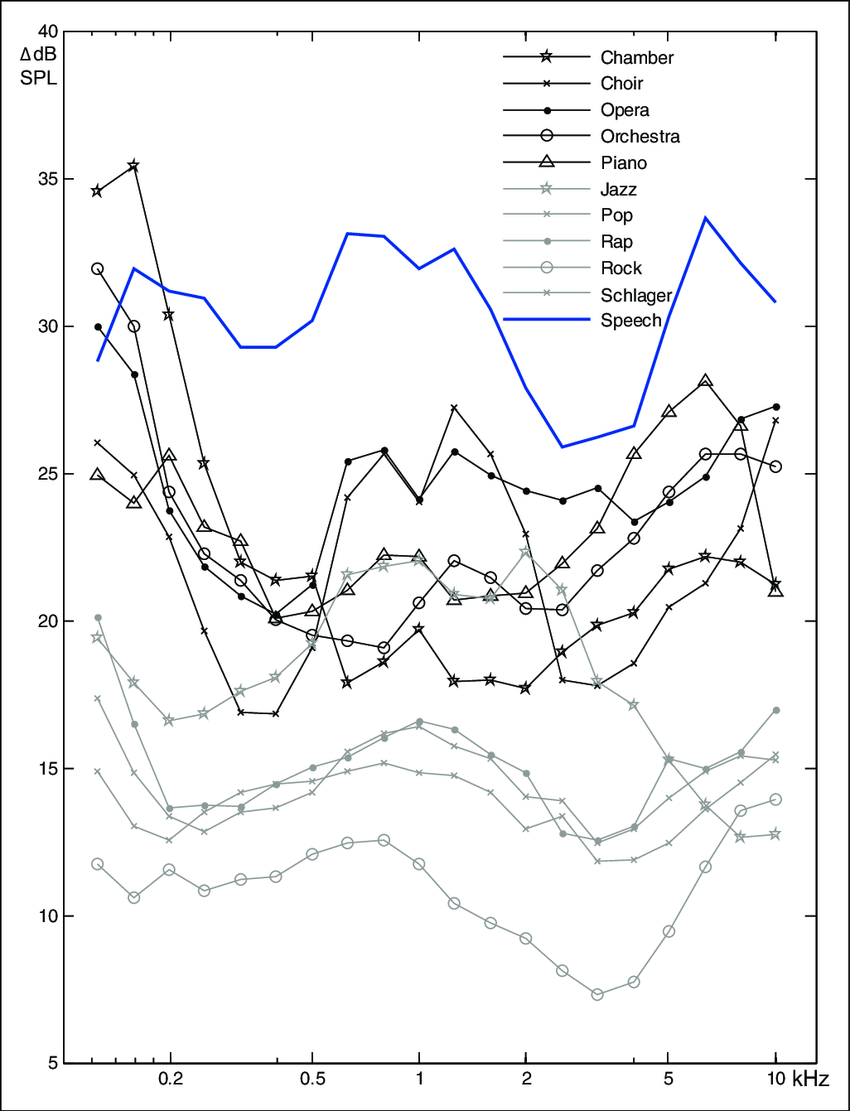 40
Δ dB
SPL
35
30
25
20
15
10
5
Chamber
Choir
Opera
Orchestra
Piano
Jazz
Pop
Rap
Rock
Schlager
Speech
0.2 0.5 1 2 5 10 kHz